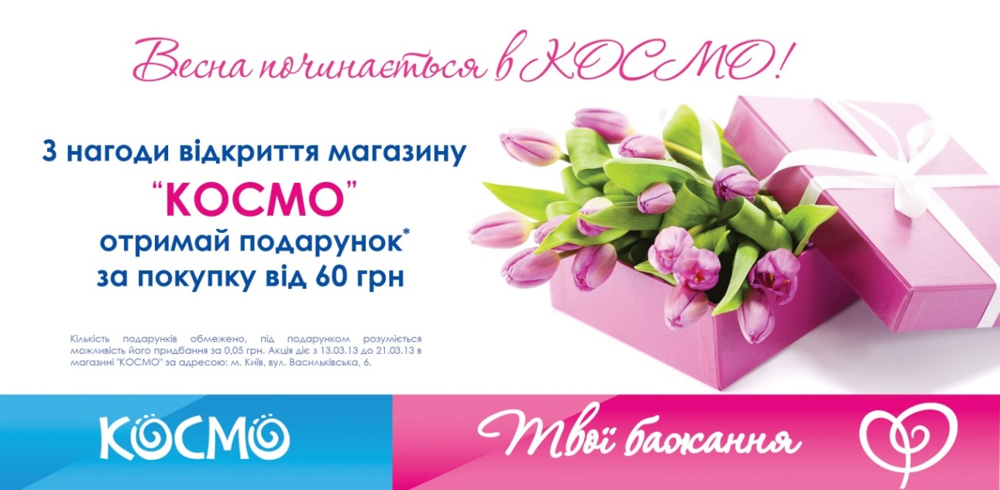 Весна починається в КОСМО!
З нагоди відкриття магазину
“КОСМО”
отримай подарунок*
за покупку від 60 грн
Кількість подарунків обмежено, під подарунком розуміється
можливість його придбання за 0,05 грн. Акція діє з 13.03.13 до 21.03.13 в
магазині "КОСМО" за адресою: м. Київ, вул. Васильківська, 6.
КОСМО
Твої бажання